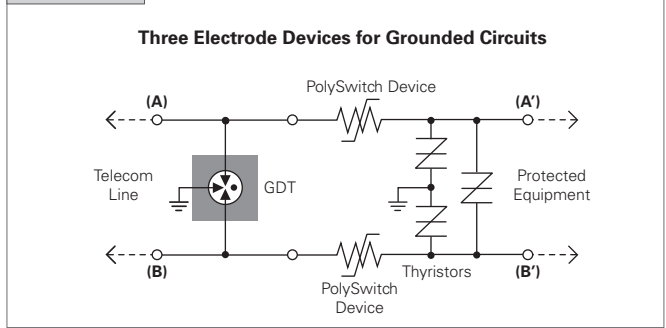 Three Electrode Devices for Grounded Circuits
PolySwitch Device
(A)
(A′)
Telecom
Line
GDT
Protected
Equipment
(B)
Thyristors
(B′)
PolySwitch
Device